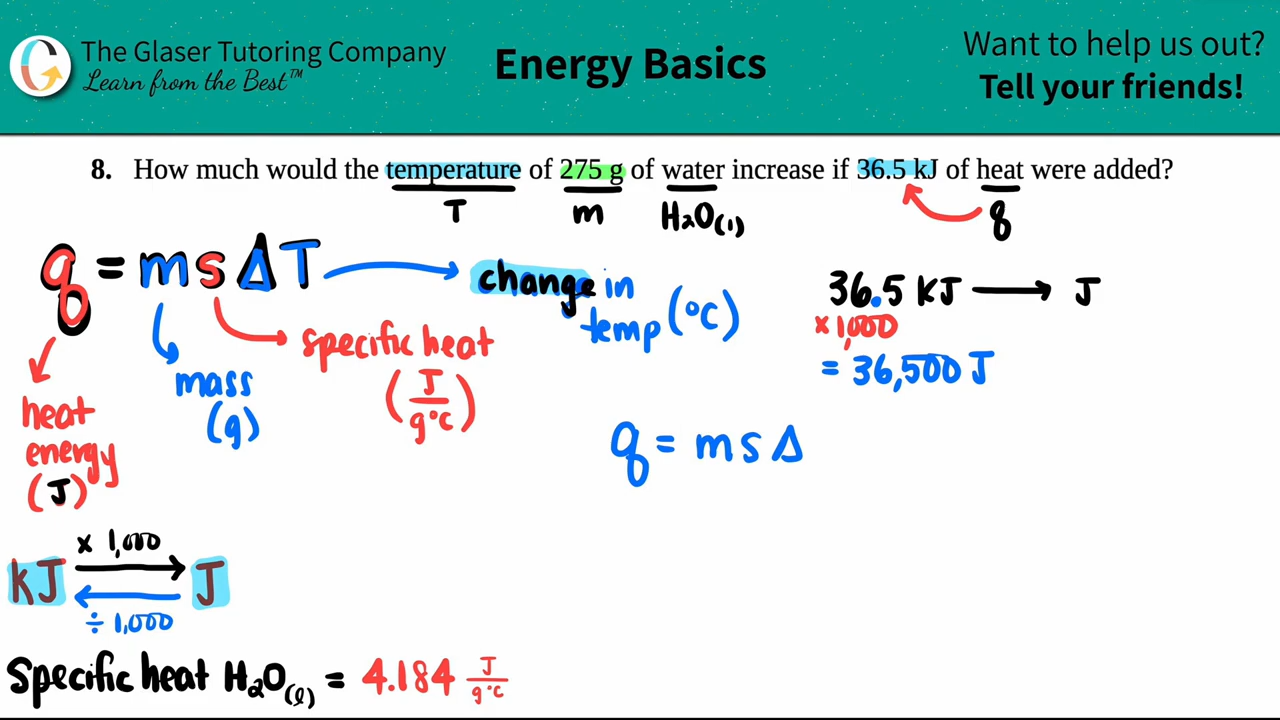 The Glaser Tutoring Company
Learn from the Best™
Energy Basics
Want to help us out?
Tell your friends!
8. How much would the temperature of 275 g of water increase if 36.5 kJ of heat were added?
T
m
H₂O(l)
q
q = m s Δ T
change in
temp (°C)
specific heat
(J/g°C)
mass
(g)
heat
energy
(J)
36.5 KJ → J
x 1,000
= 36,500 J
q = m s Δ
x 1,000
kJ J
÷ 1,000
Specific heat H₂O(l) = 4.184 J/g°C